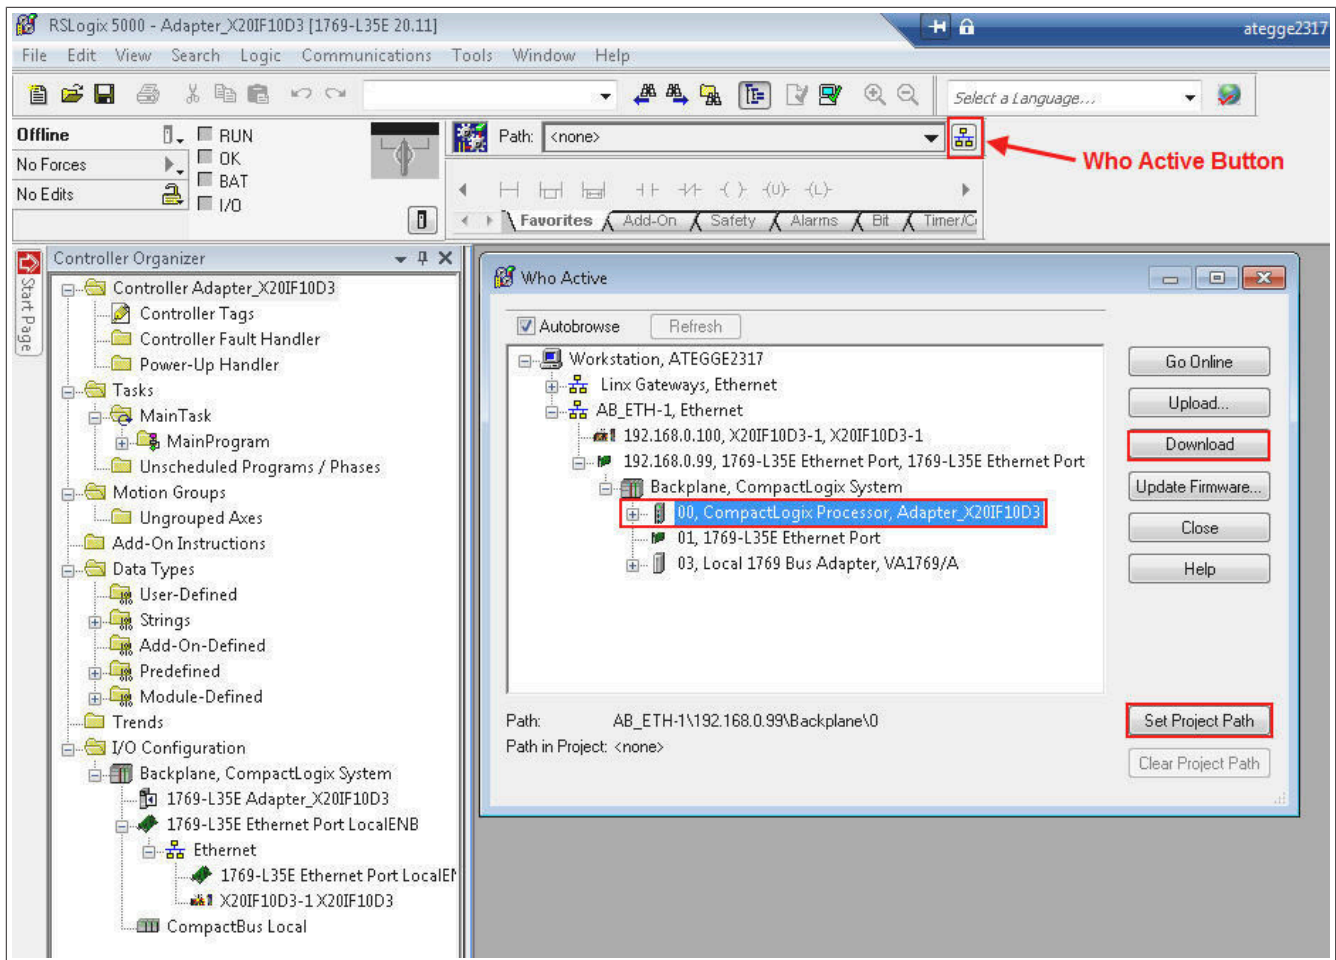 RSLogix 5000 - Adapter_X20IF10D3 [1769-L35E 20.11]
ategge2317
File Edit View Search Logic Communications Tools Window Help
Select a Language...
Offline
RUN
No Forces
OK
No Edits
BAT
I/O
Path: <none>
Who Active Button
Favorites Add-On Safety Alarms Bit Timer/C
Start Page
Controller Organizer
Controller Adapter_X20IF10D3
Controller Tags
Controller Fault Handler
Power-Up Handler
Tasks
MainTask
MainProgram
Unscheduled Programs / Phases
Motion Groups
Ungrouped Axes
Add-On Instructions
Data Types
User-Defined
Strings
Add-On-Defined
Predefined
Module-Defined
Trends
I/O Configuration
Backplane, CompactLogix System
1769-L35E Adapter_X20IF10D3
1769-L35E Ethernet Port LocalENB
Ethernet
1769-L35E Ethernet Port LocalEN
X20IF10D3-1 X20IF10D3
CompactBus Local
Who Active
Autobrowse Refresh
Workstation, ATEGGE2317
Linx Gateways, Ethernet
AB_ETH-1, Ethernet
192.168.0.100, X20IF10D3-1, X20IF10D3-1
192.168.0.99, 1769-L35E Ethernet Port, 1769-L35E Ethernet Port
Backplane, CompactLogix System
00, CompactLogix Processor, Adapter_X20IF10D3
01, 1769-L35E Ethernet Port
03, Local 1769 Bus Adapter, VA1769/A
Go Online
Upload...
Download
Update Firmware...
Close
Help
Path: AB_ETH-1\192.168.0.99\Backplane\0
Set Project Path
Path in Project: <none>
Clear Project Path